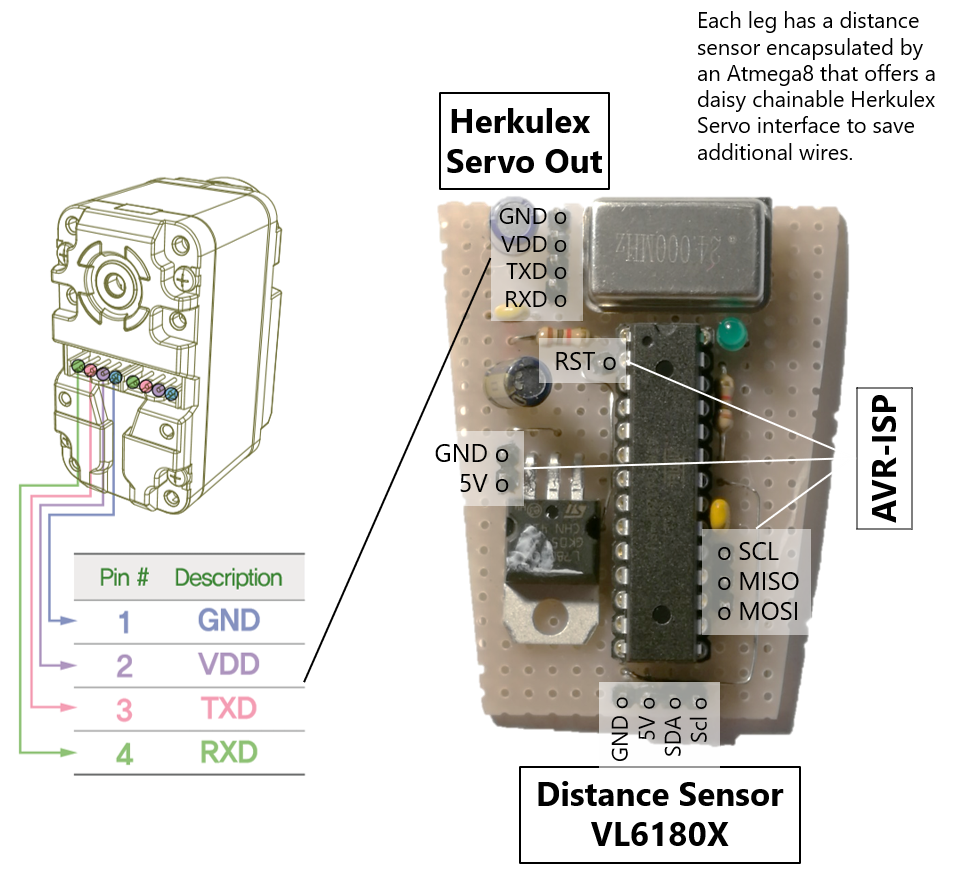 Each leg has a distance
sensor encapsulated by
an Atmega8 that offers a
daisy chainable Herkulex
Servo interface to save
additional wires.
Herkulex
Servo Out
GND o
VDD o
TXD o
RXD o
RST o
GND o
5V o
AVR-ISP
o SCL
o MISO
o MOSI
GND o
5V o
SDA o
Scl o
Distance Sensor
VL6180X
Pin # Description
1 GND
2 VDD
3 TXD
4 RXD